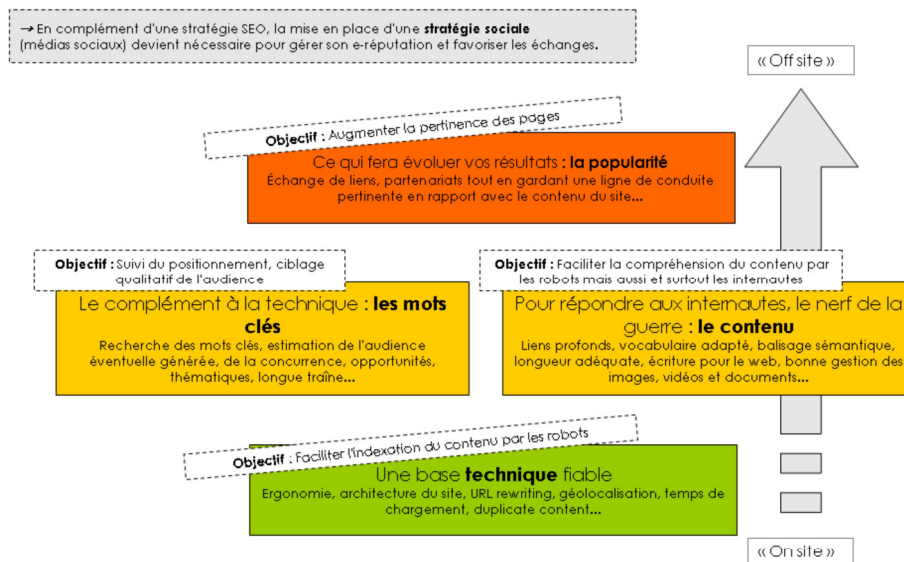 → En complément d'une stratégie SEO, la mise en place d'une stratégie sociale
(médias sociaux) devient nécessaire pour gérer son e-réputation et favoriser les échanges.
« Off site »
Objectif : Augmenter la pertinence des pages
Ce qui fera évoluer vos résultats : la popularité
Échange de liens, partenariats tout en gardant une ligne de conduite
pertinente en rapport avec le contenu du site...
Objectif : Suivi du positionnement, ciblage
qualitatif de l'audience
Le complément à la technique : les mots
clés
Recherche des mots clés, estimation de l'audience
éventuelle générée, de la concurrence, opportunités,
thématiques, longue traîne...
Objectif : Faciliter la compréhension du contenu par
les robots mais aussi et surtout les internautes
Pour répondre aux internautes, le nerf de la
guerre : le contenu
Liens profonds, vocabulaire adapté, balisage sémantique,
longueur adéquate, écriture pour le web, bonne gestion des
images, vidéos et documents...
Objectif : Faciliter l'indexation du contenu par les robots
Une base technique fiable
Ergonomie, architecture du site, URL rewriting, géolocalisation, temps de
chargement, duplicate content...
« On site »